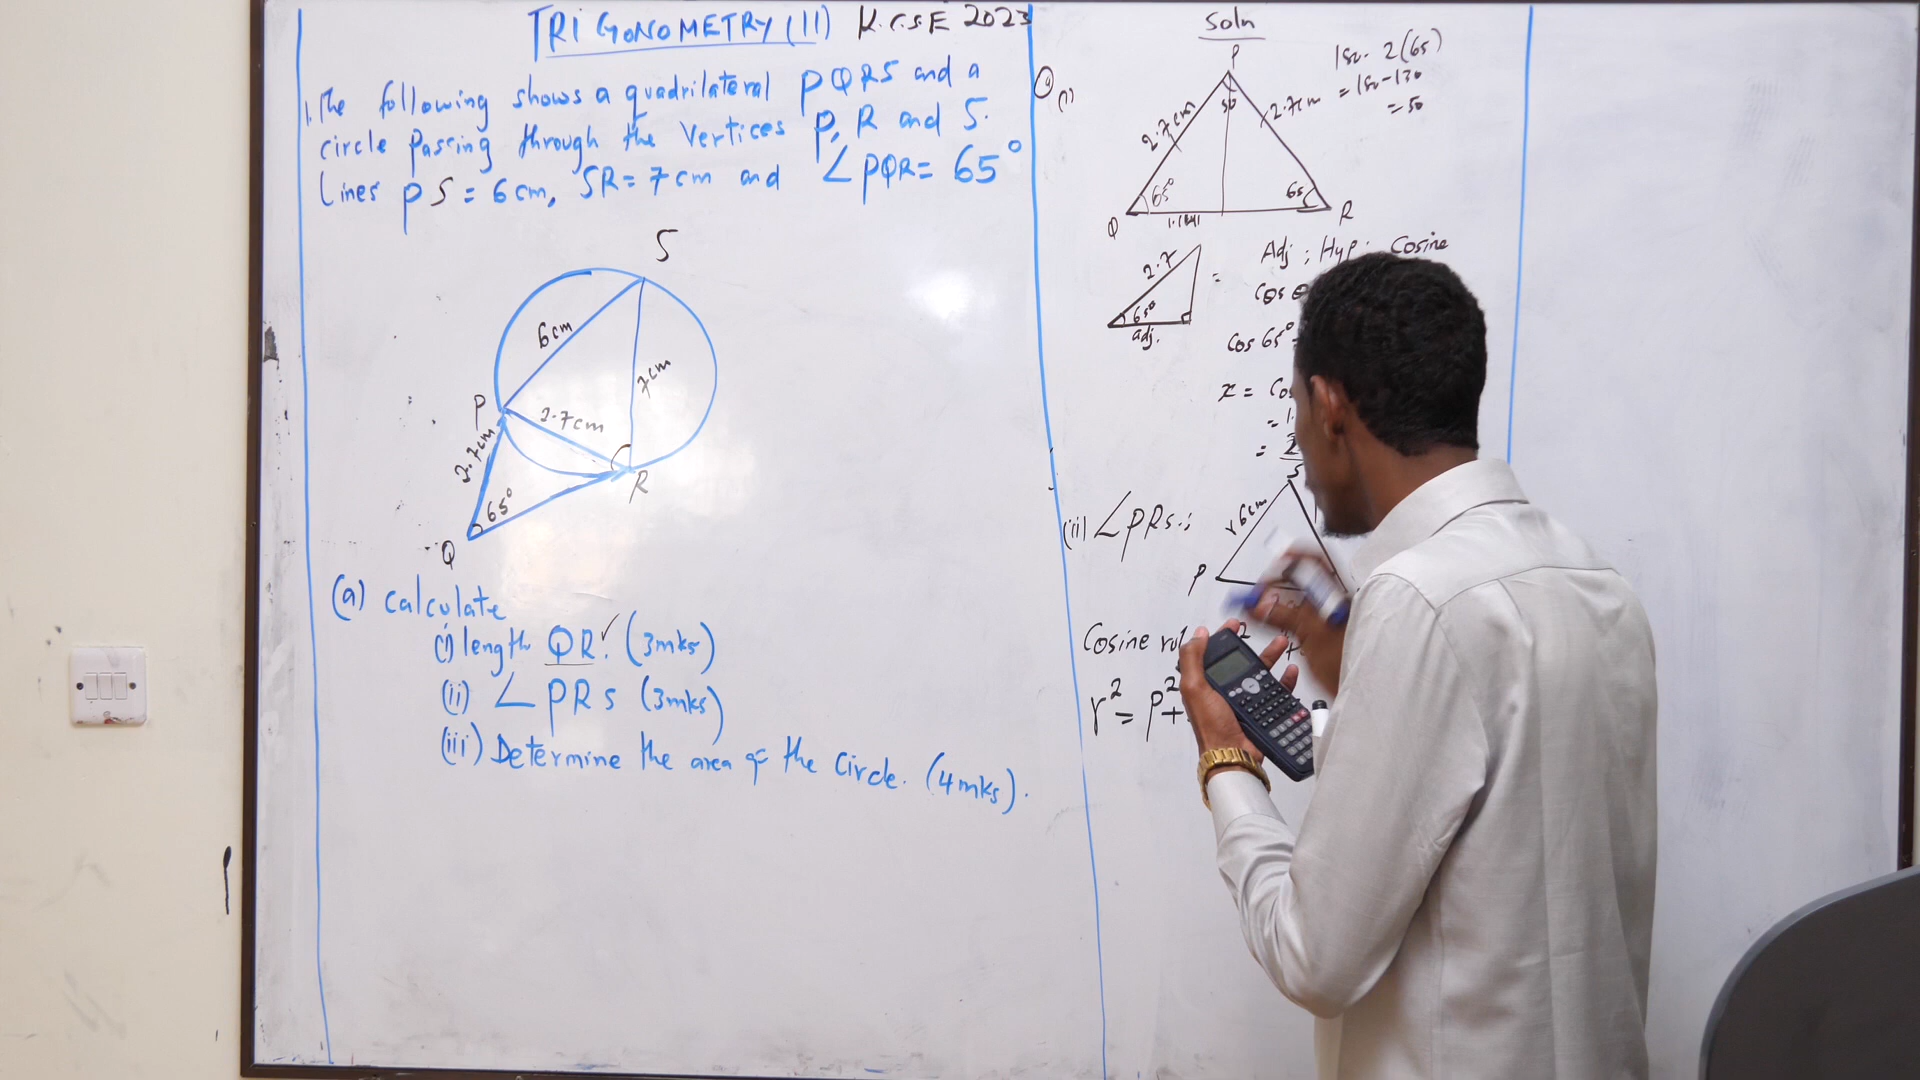 TRIGONOMETRY (II) K.C.S.E 2023
1. The following shows a quadrilateral PQRS and a
circle passing through the vertices P, R and S.
Lines PS = 6cm, SR = 7cm and ∠PQR = 65°
S
6cm
7cm
P
2.7cm
2.7cm
R
65°
Q
(a) Calculate
(i) length QR. ✓ (3mks)
(ii) ∠PRS (3mks)
(iii) Determine the area of the Circle. (4mks).
Soln
P
180 - 2(65)
= 180 - 130
= 50
(i)
50
2.7cm
2.7cm
65°
65
Q
R
2.7
65°
adj.
=
Adj ; Hyp ; Cosine
Cos
Cos 65°
x = Cos
S
(ii) ∠PRS :
6cm
P
Cosine
r² = p² +